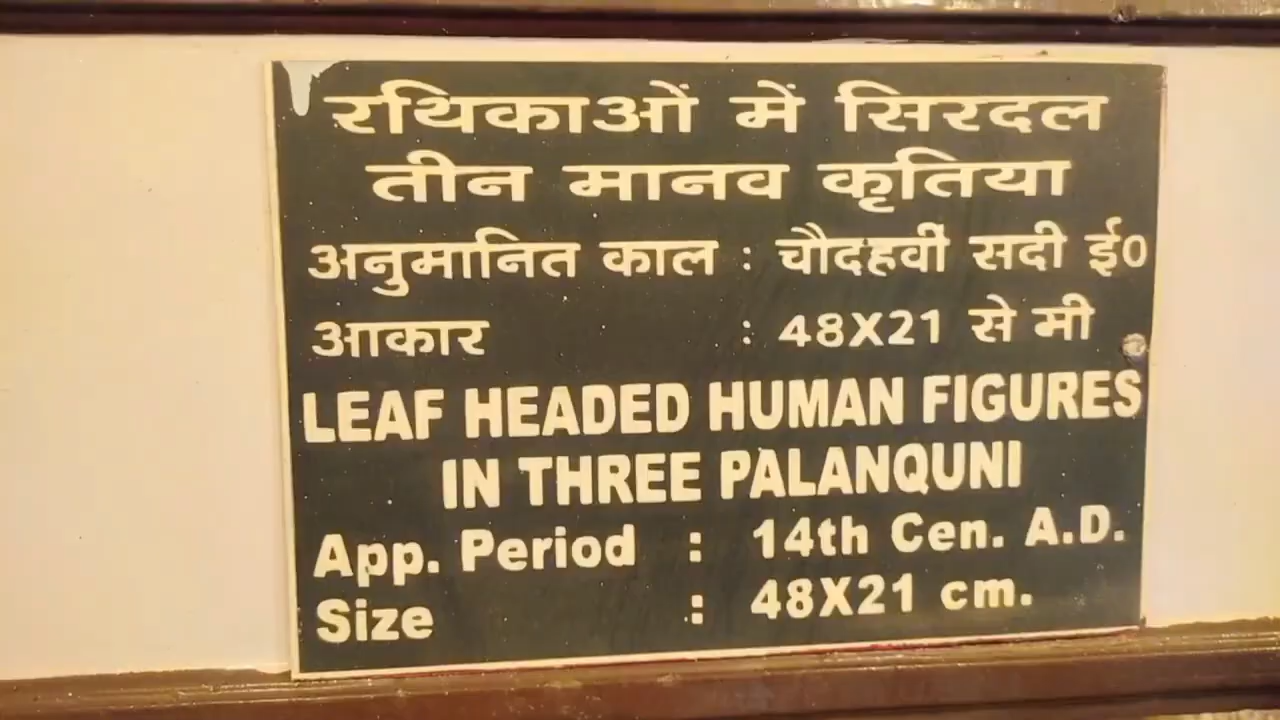 रथिकाओं में सिरदल
तीन मानव कृतिया
अनुमानित काल : चौदहवीं सदी ई०
आकार : 48X21 से मी
LEAF HEADED HUMAN FIGURES
IN THREE PALANQUNI
App. Period : 14th Cen. A.D.
Size : 48X21 cm.